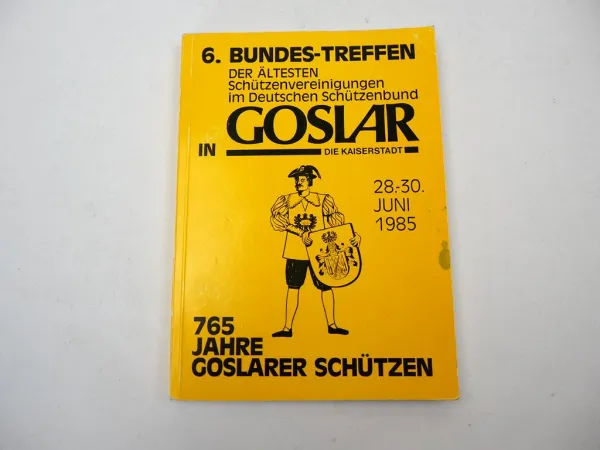 6. BUNDES-TREFFEN
DER ÄLTESTEN
Schützenvereinigungen
im Deutschen Schützenbund
IN GOSLAR
DIE KAISERSTADT
28.-30.
JUNI
1985
765
JAHRE
GOSLARER SCHÜTZEN